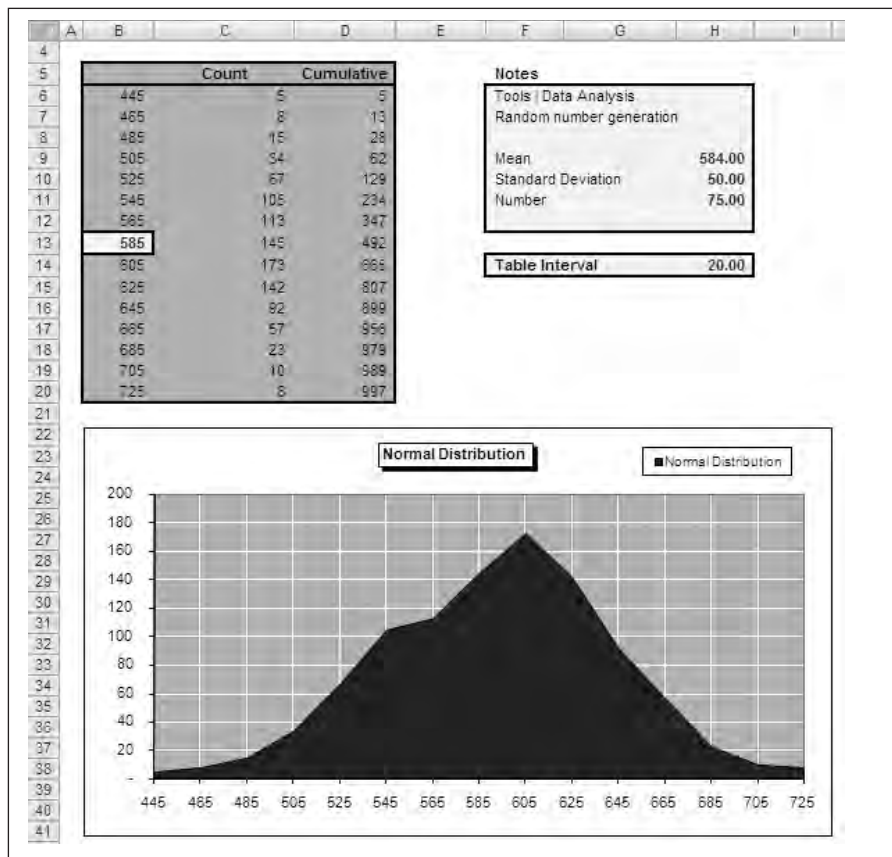 A B C D E F G H I
4
5 Count Cumulative Notes
6 445 5 5 Tools | Data Analysis
7 465 8 13 Random number generation
8 485 15 28
9 505 34 62 Mean 584.00
10 525 67 129 Standard Deviation 50.00
11 545 105 234 Number 75.00
12 565 113 347
13 585 145 492
14 605 173 665 Table Interval 20.00
15 625 142 807
16 645 92 899
17 665 57 956
18 685 23 979
19 705 10 989
20 725 8 997
21
22
23 Normal Distribution Normal Distribution
24
25 200
26 180
27 160
28
29 140
30 120
31 100
32
33 80
34 60
35
36 40
37 20
38 -
39
445 465 485 505 525 545 565 585 605 625 645 665 685 705 725
40
41